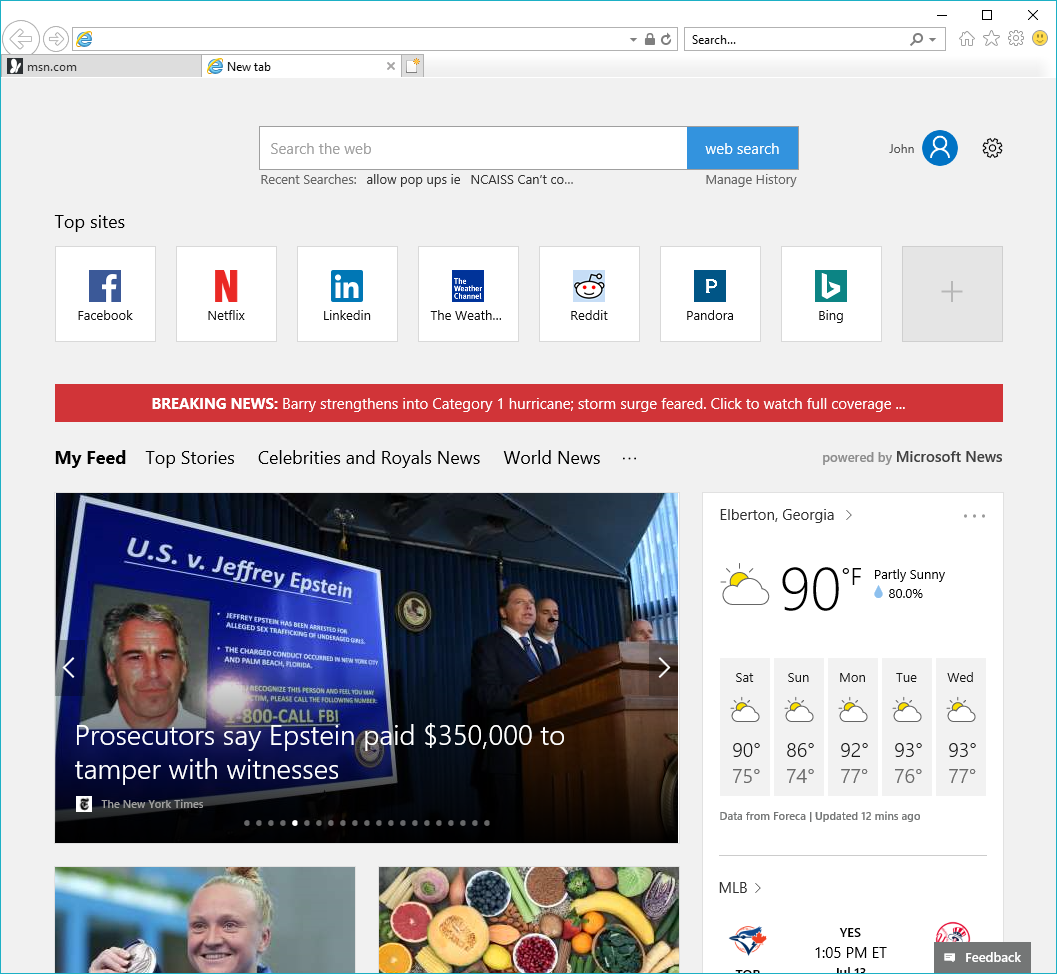 Search...
msn.com
New tab
Search the web
web search
John
Recent Searches: allow pop ups ie NCAISS Can't co...
Manage History
Top sites
The
Weather
Channel
P
Facebook
Netflix
Linkedin
The Weath...
Reddit
Pandora
Bing
BREAKING NEWS: Barry strengthens into Category 1 hurricane; storm surge feared. Click to watch full coverage ...
My Feed
Top Stories
Celebrities and Royals News
World News
...
powered by Microsoft News
U.S. v. Jeffrey Epstein
JEFFREY EPSTEIN HAS BEEN ARRESTED FOR
ALLEGED SEX TRAFFICKING OF UNDERAGED GIRLS.
THE CHARGED CONDUCT OCCURRED IN NEW YORK CITY
AND PALM BEACH, FLORIDA.
RECOGNIZE THIS PERSON AND FEEL YOU MAY
VICTIM, PLEASE CALL THE FOLLOWING NUMBER:
1-800-CALL FBI
Prosecutors say Epstein paid $350,000 to
tamper with witnesses
The New York Times
Elberton, Georgia
90°F
Partly Sunny
80.0%
Sat Sun Mon Tue Wed
90° 86° 92° 93° 93°
75° 74° 77° 76° 77°
Data from Foreca | Updated 12 mins ago
MLB
YES
1:05 PM ET
Jul 13
TOR
Feedback